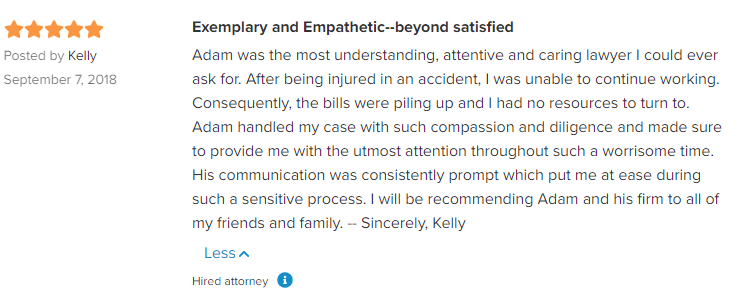 Exemplary and Empathetic--beyond satisfied
Posted by Kelly
September 7, 2018
Adam was the most understanding, attentive and caring lawyer I could ever
ask for. After being injured in an accident, I was unable to continue working.
Consequently, the bills were piling up and I had no resources to turn to.
Adam handled my case with such compassion and diligence and made sure
to provide me with the utmost attention throughout such a worrisome time.
His communication was consistently prompt which put me at ease during
such a sensitive process. I will be recommending Adam and his firm to all of
my friends and family. -- Sincerely, Kelly
Less
Hired attorney